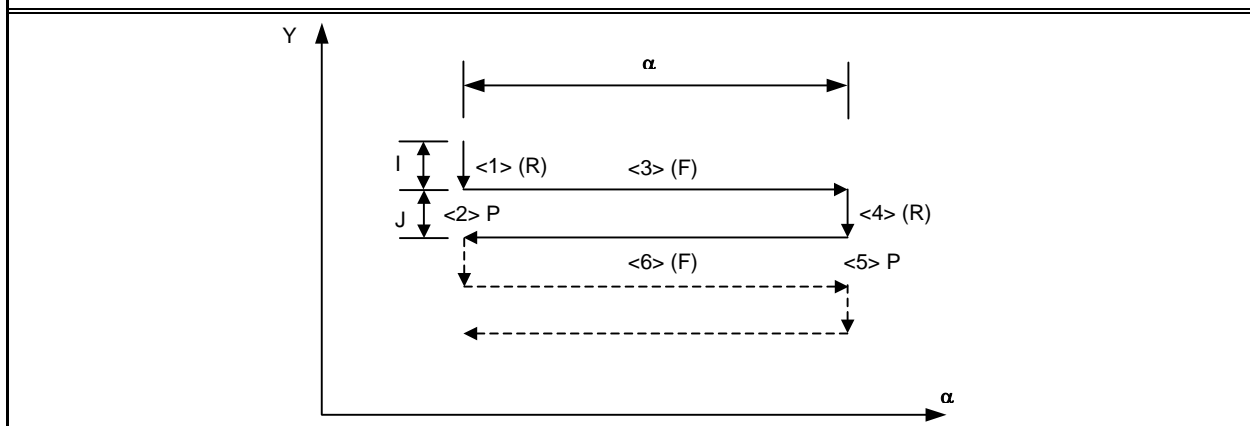 Y
α
I
<1> (R)
<3> (F)
J
<2> P
<4> (R)
<6> (F)
<5> P
α